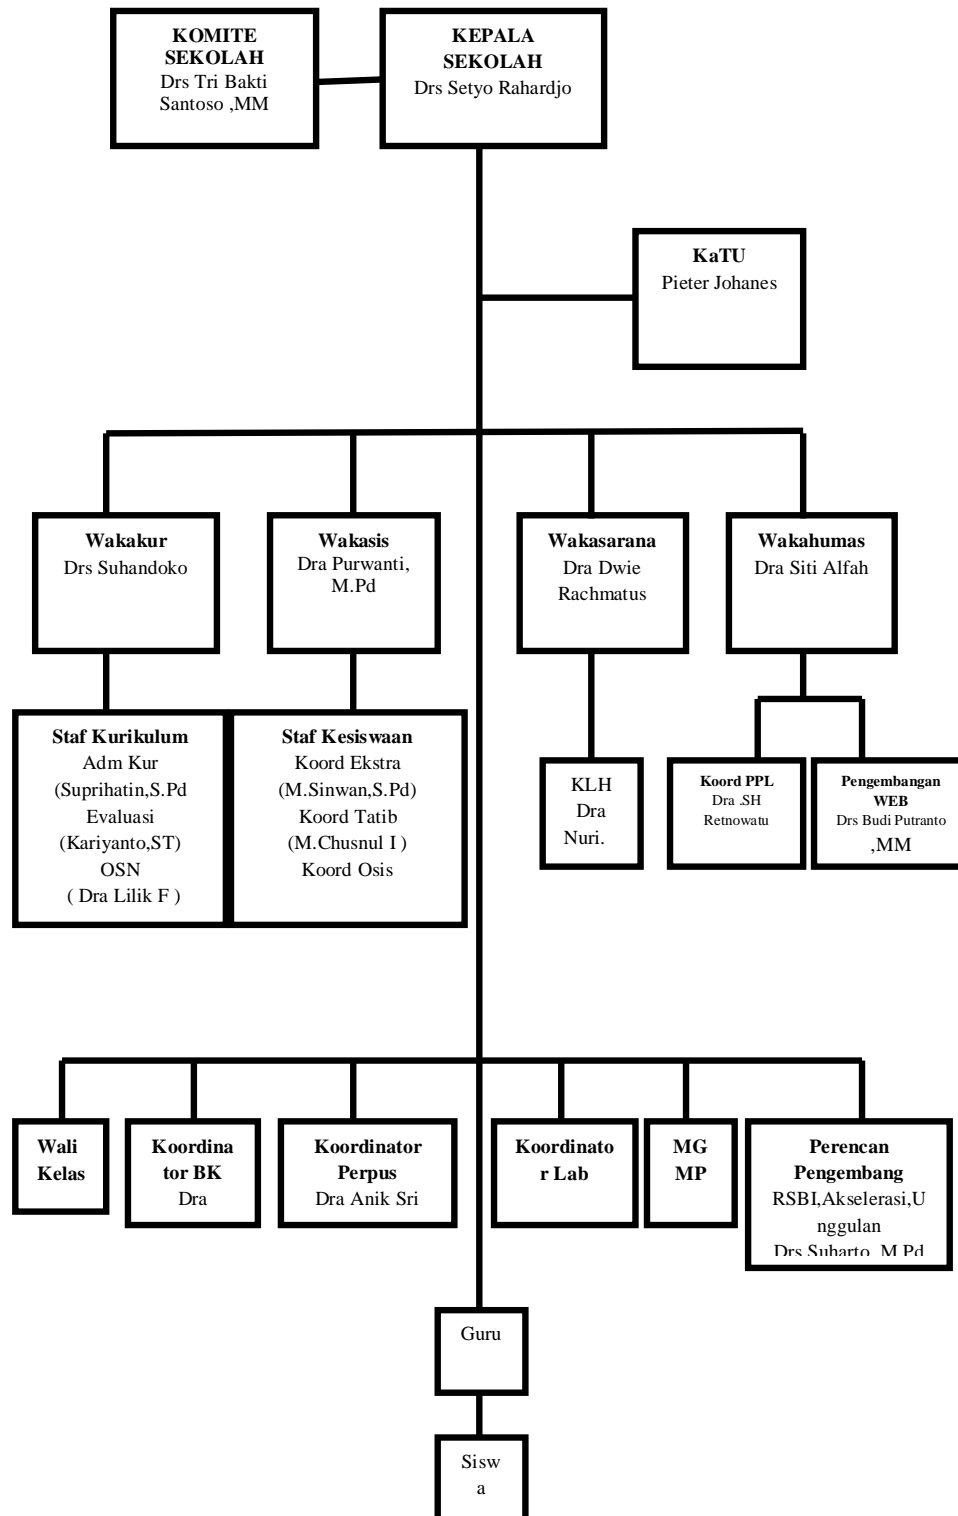 KOMITE
SEKOLAH
Drs Tri Bakti
Santoso ,MM
KEPALA
SEKOLAH
Drs Setyo Rahardjo
KaTU
Pieter Johanes
Wakakur
Drs Suhandoko
Wakasis
Dra Purwanti,
M.Pd
Wakasarana
Dra Dwie
Rachmatus
Wakahumas
Dra Siti Alfah
Staf Kurikulum
Adm Kur
(Suprihatin,S.Pd
Evaluasi
(Kariyanto,ST)
OSN
( Dra Lilik F )
Staf Kesiswaan
Koord Ekstra
(M.Sinwan,S.Pd)
Koord Tatib
(M.Chusnul I )
Koord Osis
KLH
Dra
Nuri.
Koord PPL
Dra .SH
Retnowatu
Pengembangan
WEB
Drs Budi Putranto
,MM
Wali
Kelas
Koordina
tor BK
Dra
Koordinator
Perpus
Dra Anik Sri
Koordinato
r Lab
MG
MP
Perencan
Pengembang
RSBI,Akselerasi,U
nggulan
Drs Suharto, M.Pd
Guru
Sisw
a